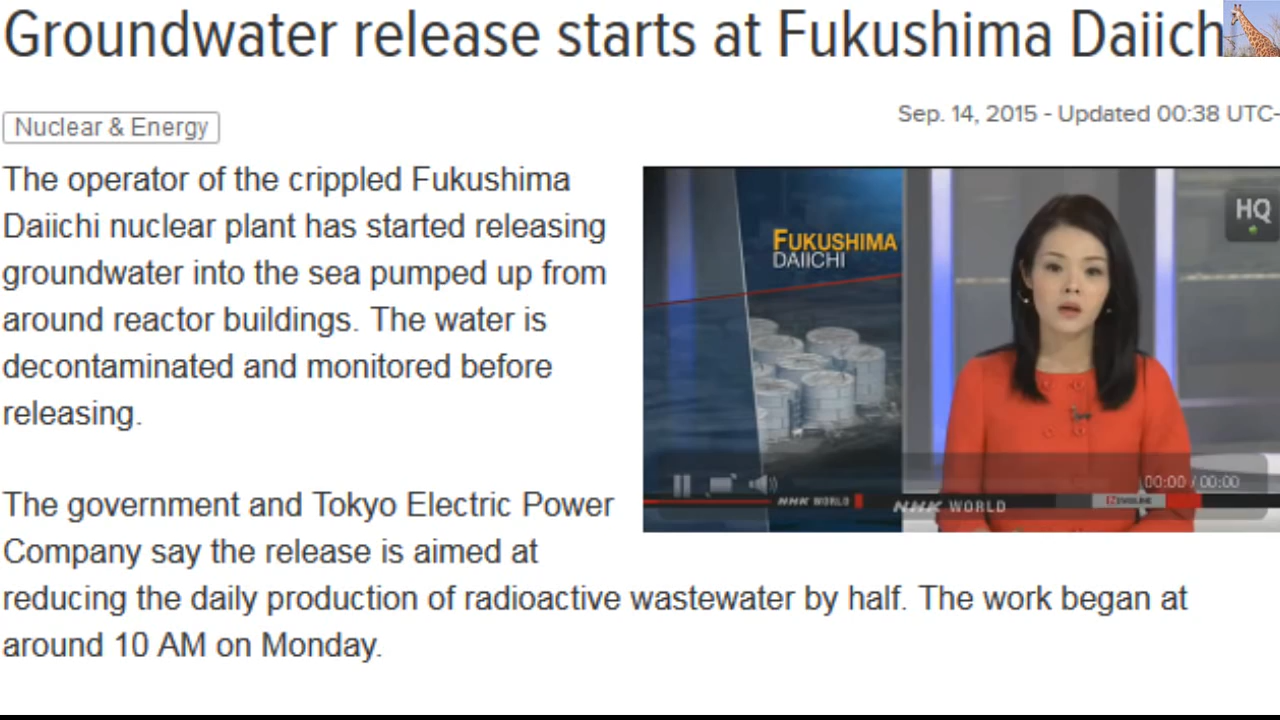 Groundwater release starts at Fukushima Daiich
Nuclear & Energy
Sep. 14, 2015 - Updated 00:38 UTC-
The operator of the crippled Fukushima
Daiichi nuclear plant has started releasing
groundwater into the sea pumped up from
around reactor buildings. The water is
decontaminated and monitored before
releasing.
HQ
FUKUSHIMA
DAIICHI
00:00 / 00:00
NHK WORLD
NHK WORLD
NEWSLINE
The government and Tokyo Electric Power
Company say the release is aimed at
reducing the daily production of radioactive wastewater by half. The work began at
around 10 AM on Monday.